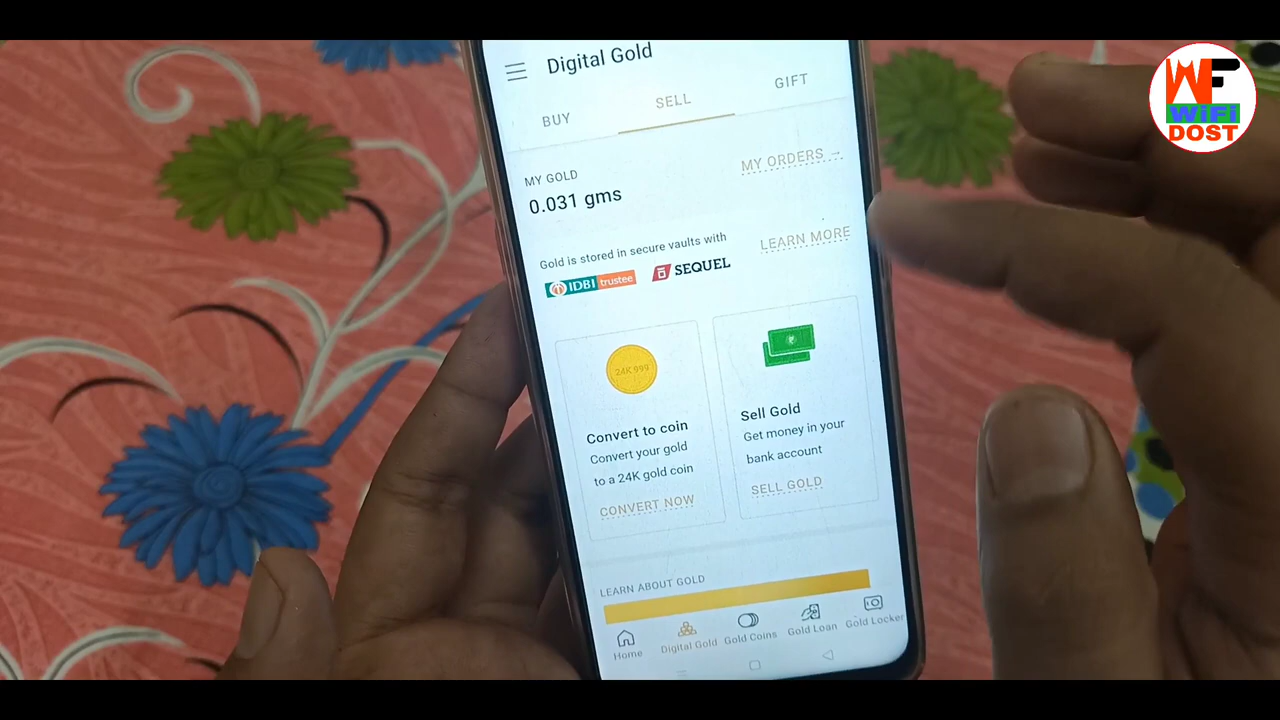 WF
WiFi
DOST
Digital Gold
BUY
SELL
GIFT
MY GOLD
0.031 gms
MY ORDERS →
Gold is stored in secure vaults with
LEARN MORE
IDBI trustee
SEQUEL
24K 999
Convert to coin
Convert your gold
to a 24K gold coin
CONVERT NOW
₹
Sell Gold
Get money in your
bank account
SELL GOLD
LEARN ABOUT GOLD
Home
Digital Gold
Gold Coins
Gold Loan
Gold Locker